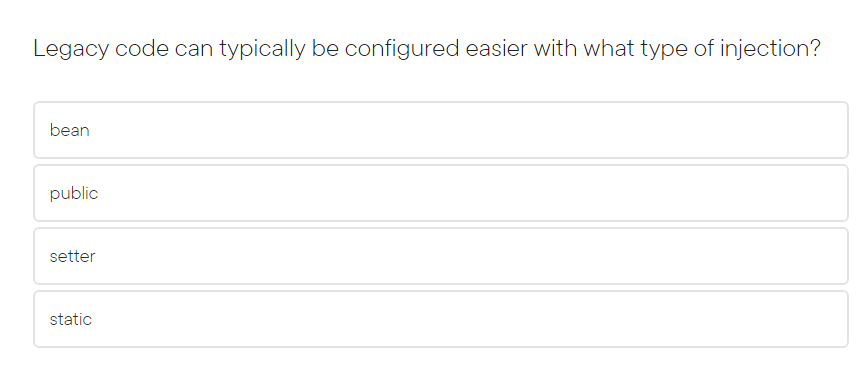 Legacy code can typically be configured easier with what type of injection?
bean
public
setter
static